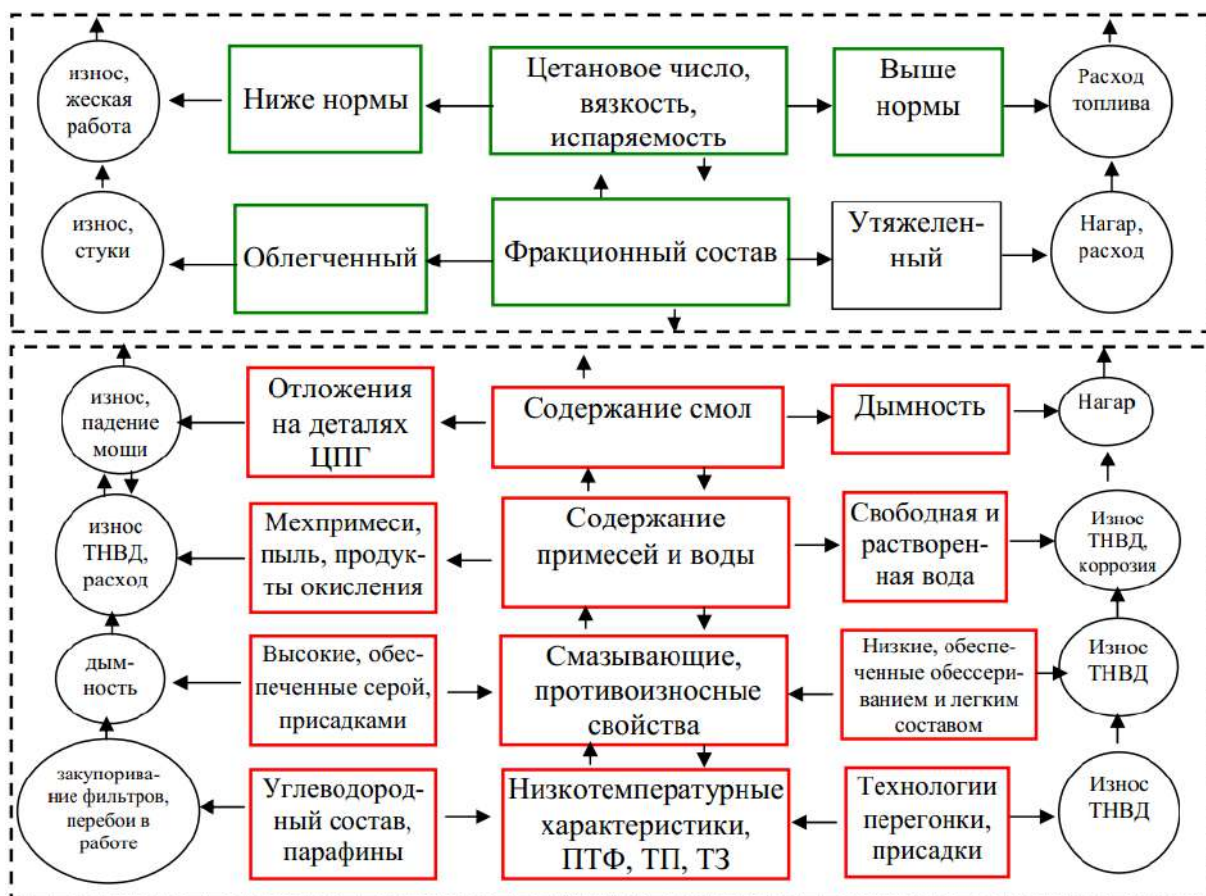 износ,
жеская
работа
Ниже нормы
Цетановое число,
вязкость,
испаряемость
Выше
нормы
Расход
топлива
износ,
стуки
Облегченный
Фракционный состав
Утяжелен-
ный
Нагар,
расход
износ,
падение
мощи
Отложения
на деталях
ЦПГ
Содержание смол
Дымность
Нагар
износ
ТНВД,
расход
Мехпримеси,
пыль, продук-
ты окисления
Содержание
примесей и воды
Свободная и
растворен-
ная вода
Износ
ТНВД,
коррозия
дым-
ность
Высокие, обес-
печенные серой,
присадками
Смазывающие,
противоизносные
свойства
Низкие, обеспе-
ченные обессери-
ванием и легким
составом
Износ
ТНВД
закупорива-
ние фильтров,
перебои в
работе
Углеводород-
ный состав,
парафины
Низкотемпературные
характеристики,
ПТФ, ТП, ТЗ
Технологии
перегонки,
присадки
Износ
ТНВД